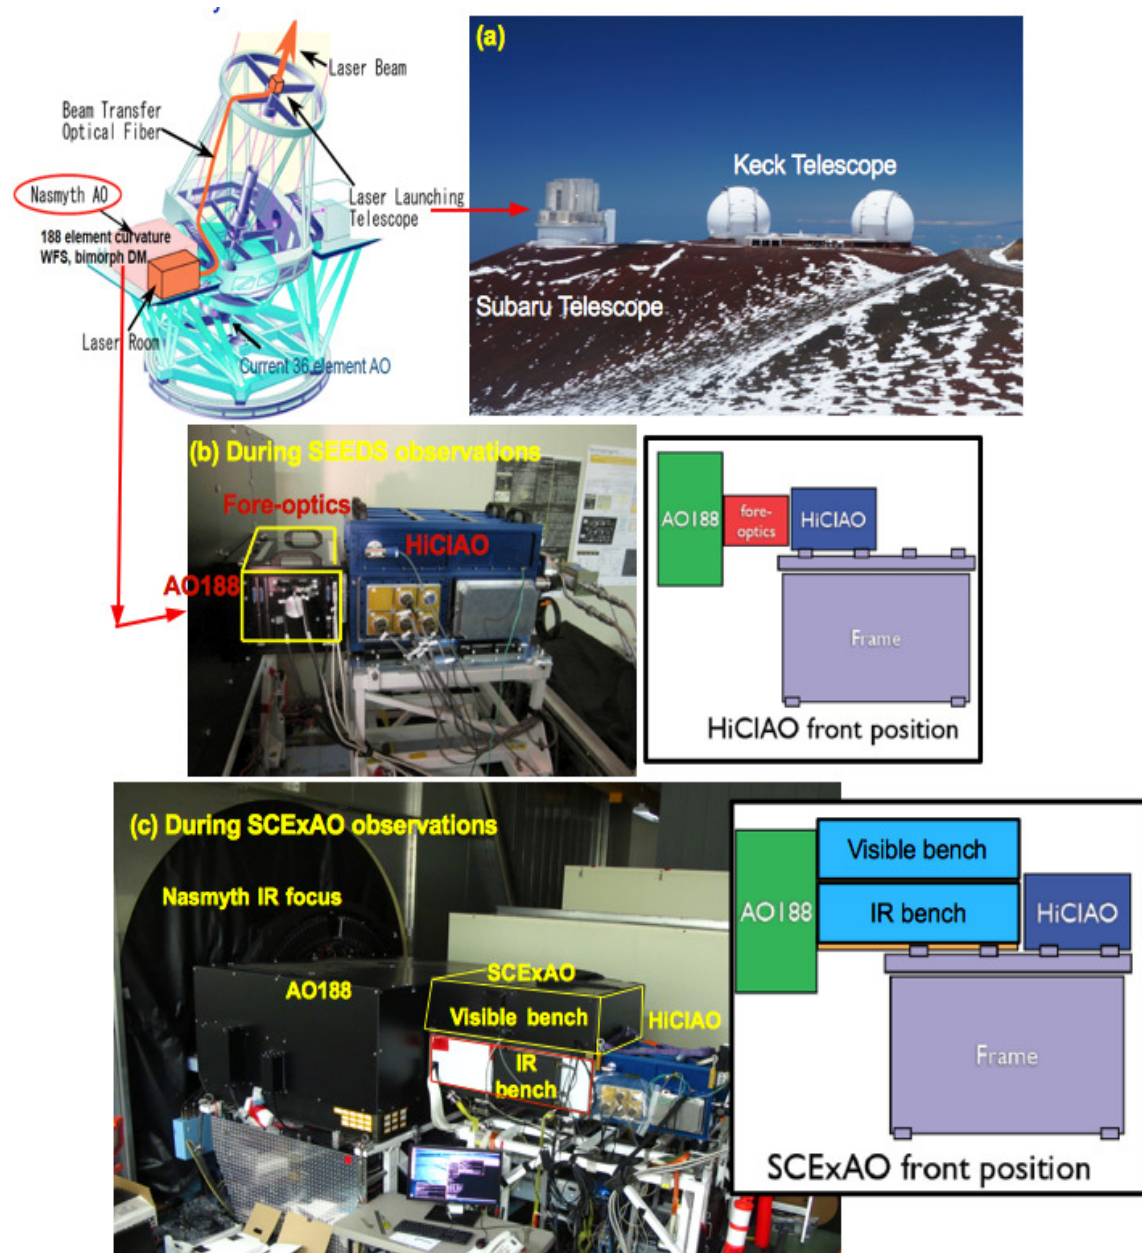 (a)
Laser Beam
Beam Transfer
Optical Fiber
Keck Telescope
Nasmyth AO
Laser Launching
Telescope
188 element curvature
WFS, bimorph DM
Subaru Telescope
Laser Room
Current 36 element AO
(b) During SEEDS observations
Fore-optics
HiCIAO
AO188
AO188
fore-
optics
HiCIAO
Frame
HiCIAO front position
(c) During SCExAO observations
Nasmyth IR focus
AO188
SCExAO
Visible bench
HiCIAO
IR
bench
Visible bench
AO188
IR bench
HiCIAO
Frame
SCExAO front position